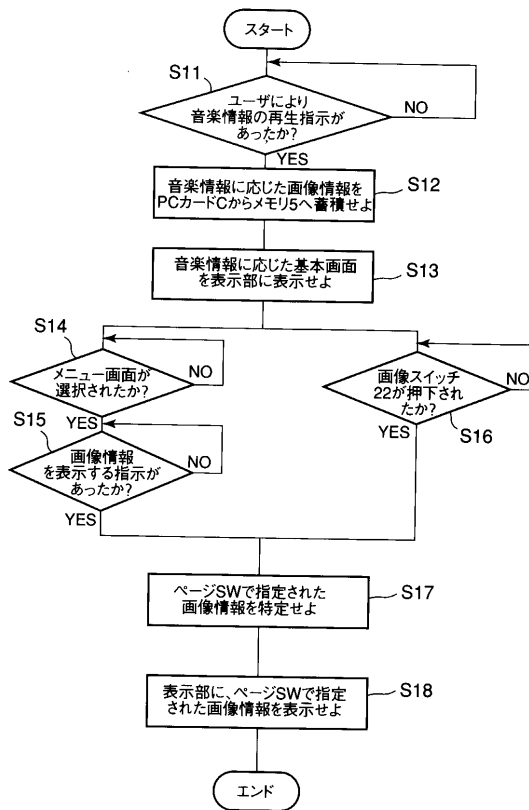 スタート
S11
ユーザにより
音楽情報の再生指示が
あったか?
NO
YES
音楽情報に応じた画像情報を
PCカードCからメモリ5へ蓄積せよ
S12
音楽情報に応じた基本画面
を表示部に表示せよ
S13
S14
メニュー画面が
選択されたか?
NO
YES
S15
画像情報
を表示する指示が
あったか?
NO
YES
画像スイッチ
22が押下され
たか?
NO
S16
YES
ページSWで指定された
画像情報を特定せよ
S17
表示部に、ページSWで指定
された画像情報を表示せよ
S18
エンド